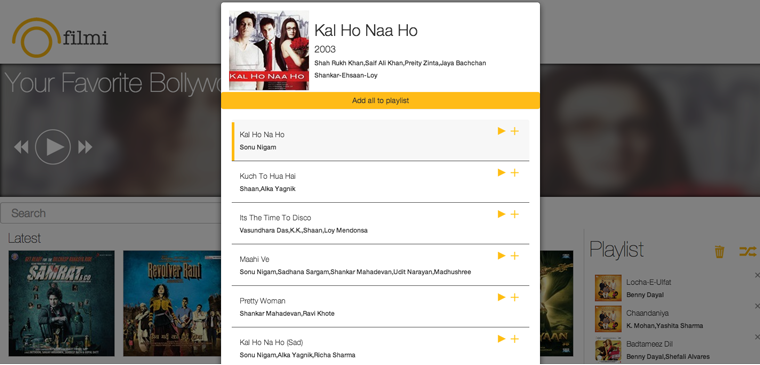 filmi
Your Favorite Bollywo
Search
Latest
SAMRAT
&CO.
Revolver Rani
KAL HO NAA HO
Kal Ho Naa Ho
2003
Shah Rukh Khan,Saif Ali Khan,Preity Zinta,Jaya Bachchan
Shankar-Ehsaan-Loy
Add all to playlist
Kal Ho Na Ho
Sonu Nigam
Kuch To Hua Hai
Shaan,Alka Yagnik
Its The Time To Disco
Vasundhara Das,K.K.,Shaan,Loy Mendonsa
Maahi Ve
Sonu Nigam,Sadhana Sargam,Shankar Mahadevan,Udit Narayan,Madhushree
Pretty Woman
Shankar Mahadevan,Ravi Khote
Kal Ho Na Ho (Sad)
Sonu Nigam,Alka Yagnik,Richa Sharma
YAAN
Playlist
Locha-E-Ulfat
Benny Dayal
Chaandaniya
K. Mohan,Yashita Sharma
Badtameez Dil
Benny Dayal,Shefali Alvares